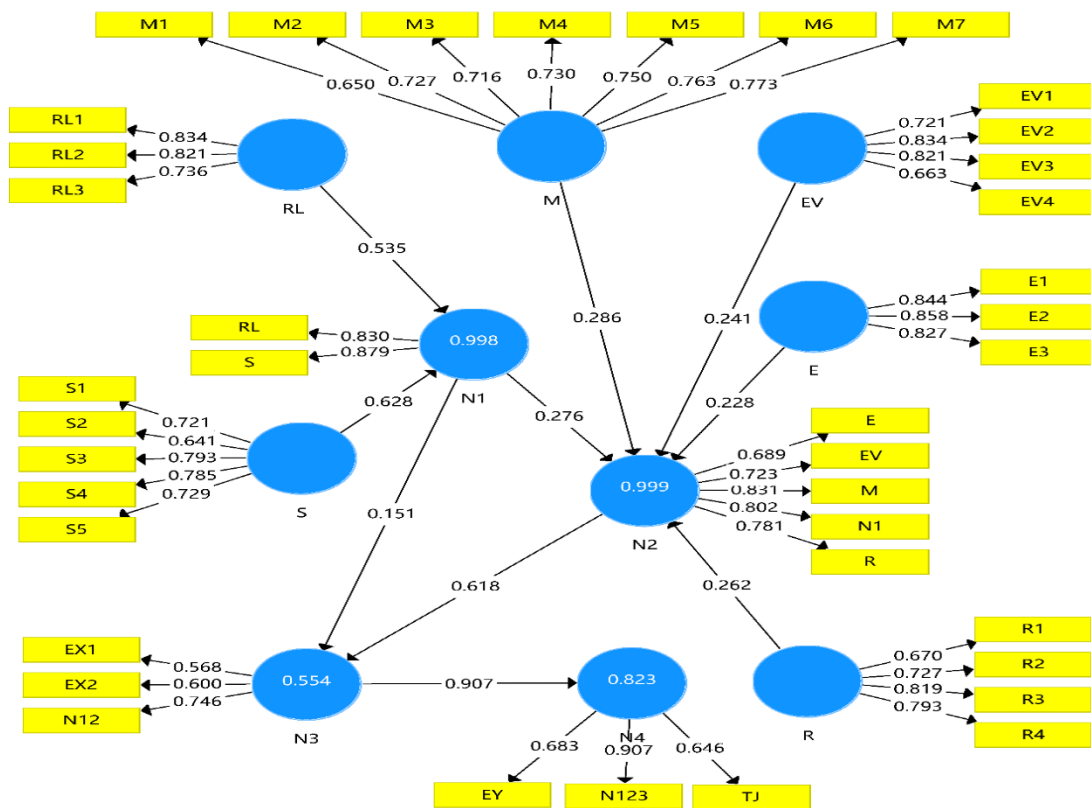 M1 M2 M3 M4 M5 M6 M7
0.650 0.727 0.716 0.730 0.750 0.763 0.773
RL1
RL2
RL3
0.834
0.821
0.736
RL
M
EV
0.721
0.834
0.821
0.663
EV1
EV2
EV3
EV4
0.535
0.286
0.241
E1
E2
E3
0.844
0.858
0.827
E
0.228
RL
S
0.830
0.879
0.998
N1
0.276
S1
S2
S3
S4
S5
0.721
0.641
0.793
0.785
0.729
S
0.628
0.151
0.999
N2
0.689
0.723
0.831
0.802
0.781
E
EV
M
N1
R
0.618
0.262
EX1
EX2
N12
0.568
0.600
0.746
0.554
N3
0.907
0.823
N4
0.683
0.907
0.646
EY
N123
TJ
R
0.670
0.727
0.819
0.793
R1
R2
R3
R4